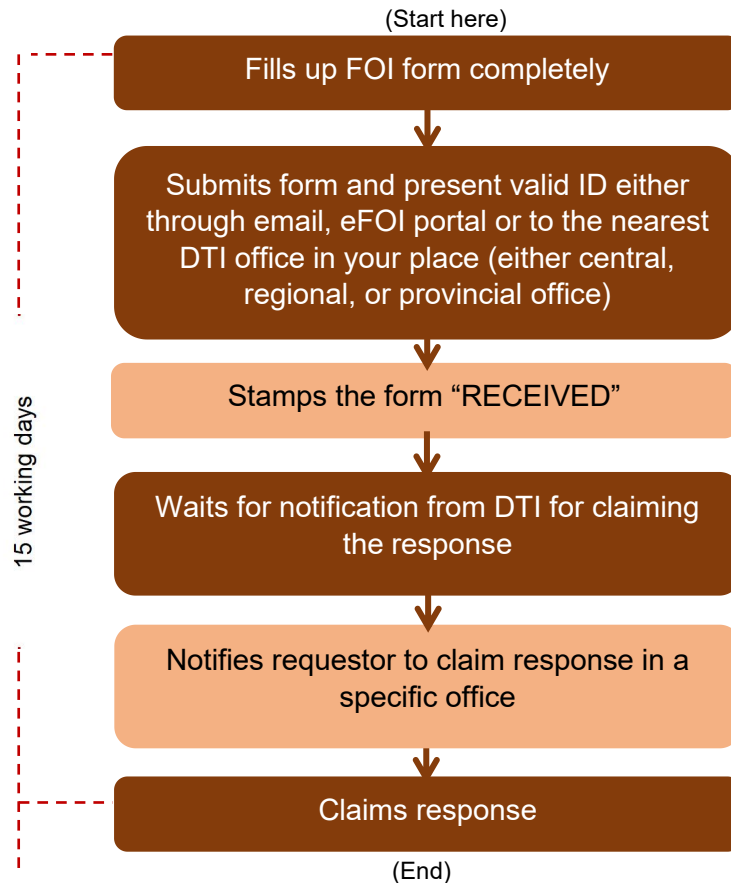 (Start here)
Fills up FOI form completely
Submits form and present valid ID either
through email, eFOI portal or to the nearest
DTI office in your place (either central,
regional, or provincial office)
Stamps the form “RECEIVED”
15 working days
Waits for notification from DTI for claiming
the response
Notifies requestor to claim response in a
specific office
Claims response
(End)